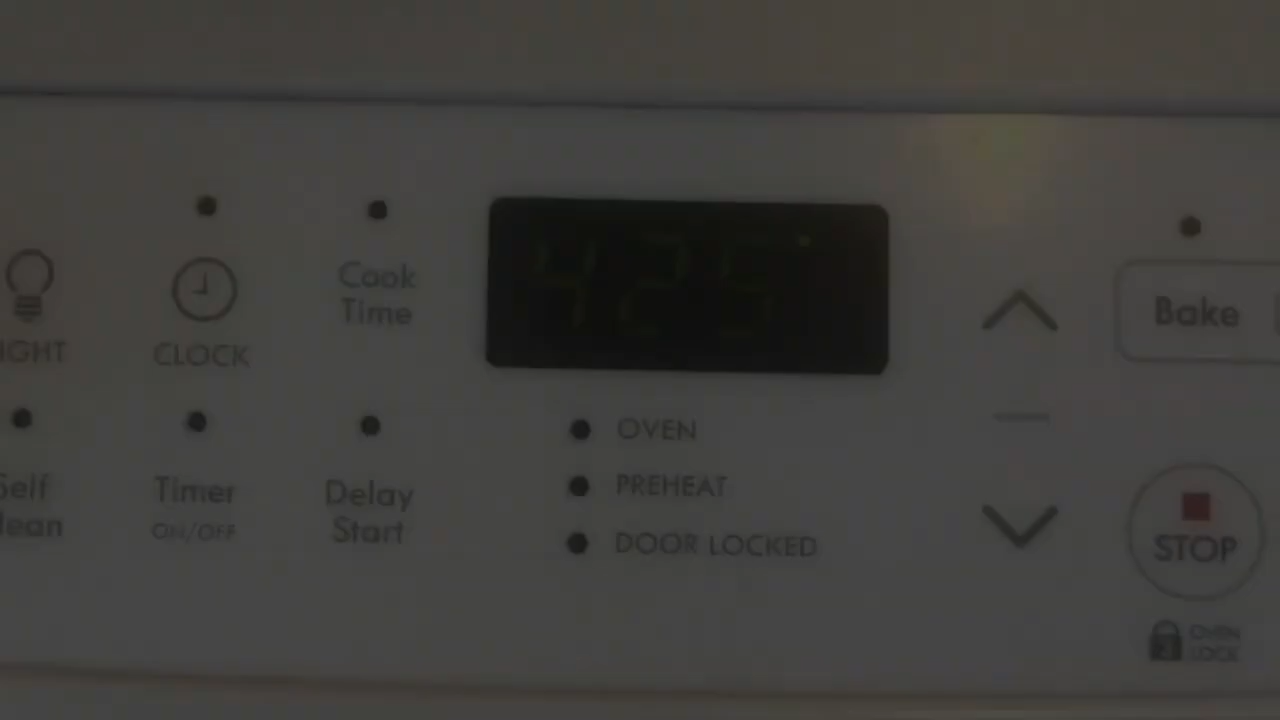 IGHT
CLOCK
Cook
Time
425°
Bake
Self
lean
Timer
ON/OFF
Delay
Start
OVEN
PREHEAT
DOOR LOCKED
STOP
OVEN
LOCK